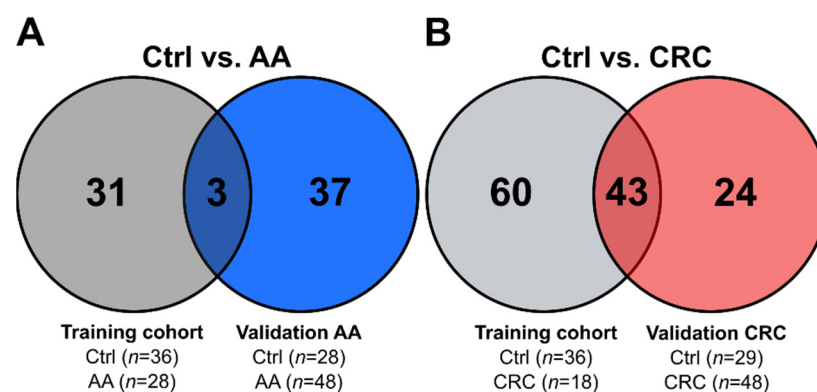 A
Ctrl vs. AA
31
3
37
Training cohort
Ctrl (n=36)
AA (n=28)
Validation AA
Ctrl (n=28)
AA (n=48)
B
Ctrl vs. CRC
60
43
24
Training cohort
Ctrl (n=36)
CRC (n=18)
Validation CRC
Ctrl (n=29)
CRC (n=48)